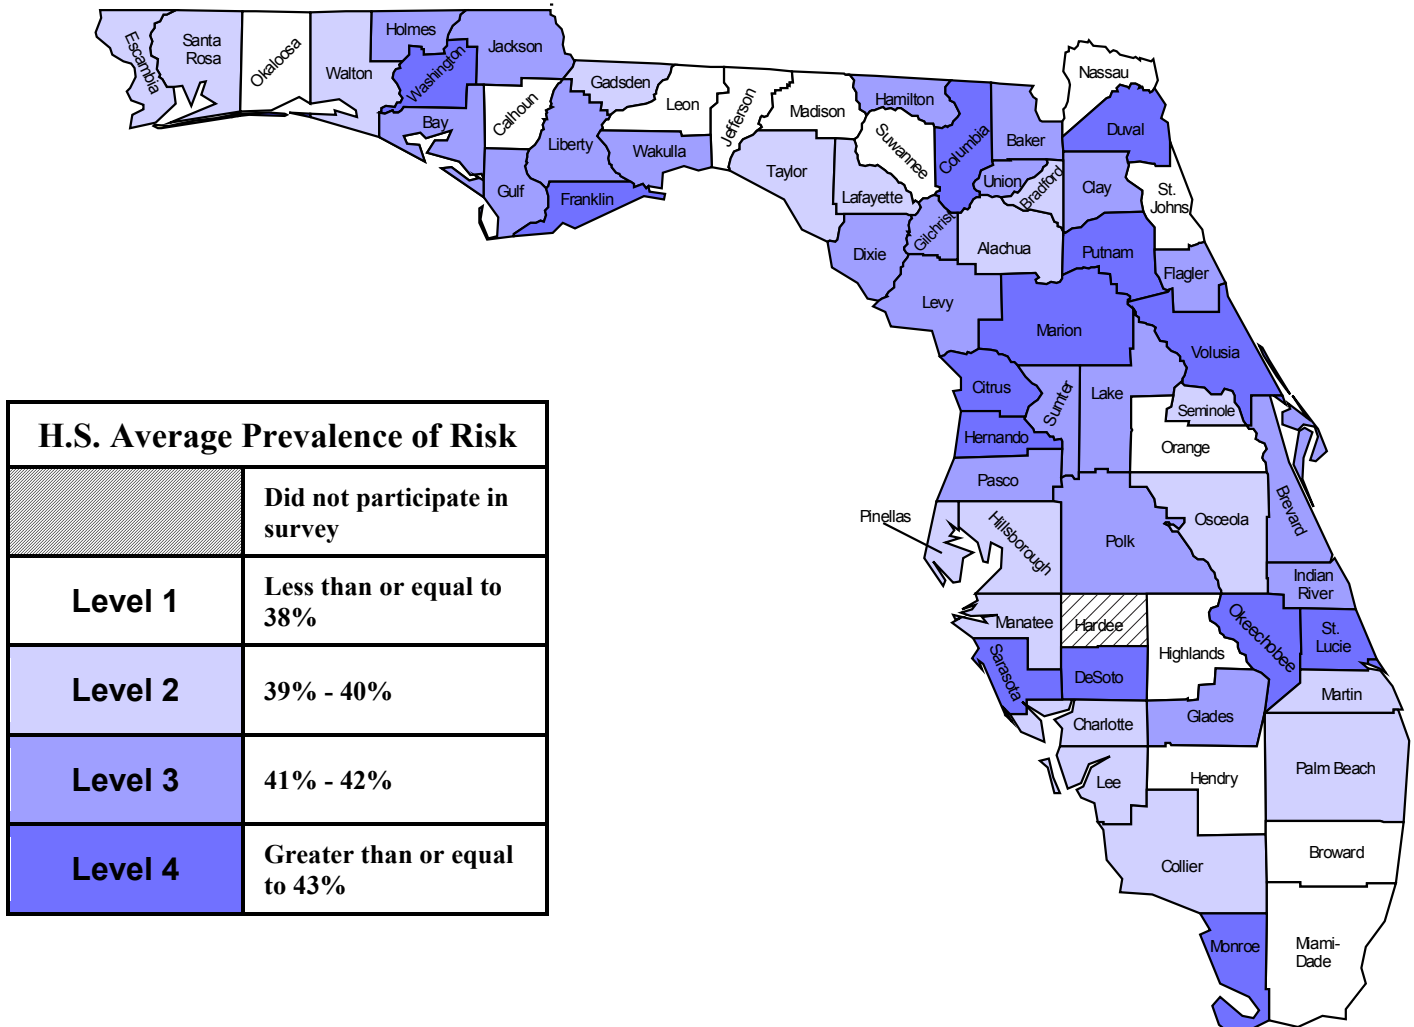 Escambia
Santa
Rosa
Okaloosa
Walton
Holmes
Washington
Jackson
Bay
Calhoun
Gulf
Liberty
Gadsden
Franklin
Leon
Wakulla
Jefferson
Madison
Taylor
Hamilton
Suwannee
Lafayette
Dixie
Columbia
Gilchrist
Levy
Baker
Union
Bradford
Alachua
Nassau
Duval
Clay
St.
Johns
Putnam
Flagler
Marion
Volusia
Citrus
Sumter
Lake
Hernando
Seminole
Orange
Pasco
Pinellas
Hillsborough
Polk
Osceola
Brevard
Indian
River
Manatee
Hardee
Highlands
Okeechobee
St.
Lucie
Sarasota
DeSoto
Martin
Charlotte
Glades
Lee
Hendry
Palm Beach
Collier
Broward
Monroe
Miami-
Dade
H.S. Average Prevalence of Risk
Did not participate in
survey
Level 1
Less than or equal to
38%
Level 2
39% - 40%
Level 3
41% - 42%
Level 4
Greater than or equal
to 43%